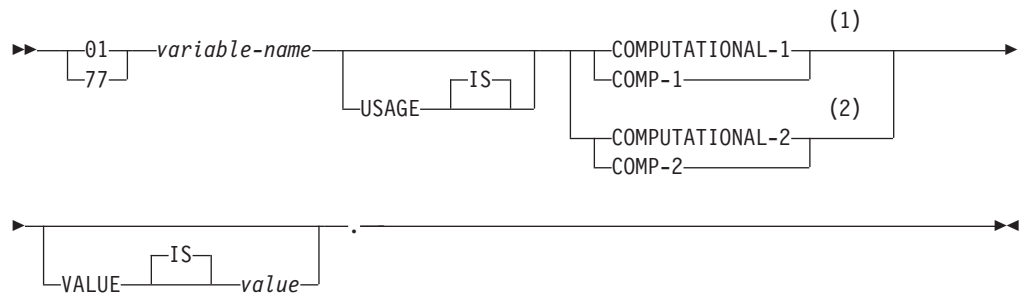 (1)
01 variable-name COMPUTATIONAL-1
77 IS COMP-1
USAGE (2)
COMPUTATIONAL-2
COMP-2
.
IS
VALUE value